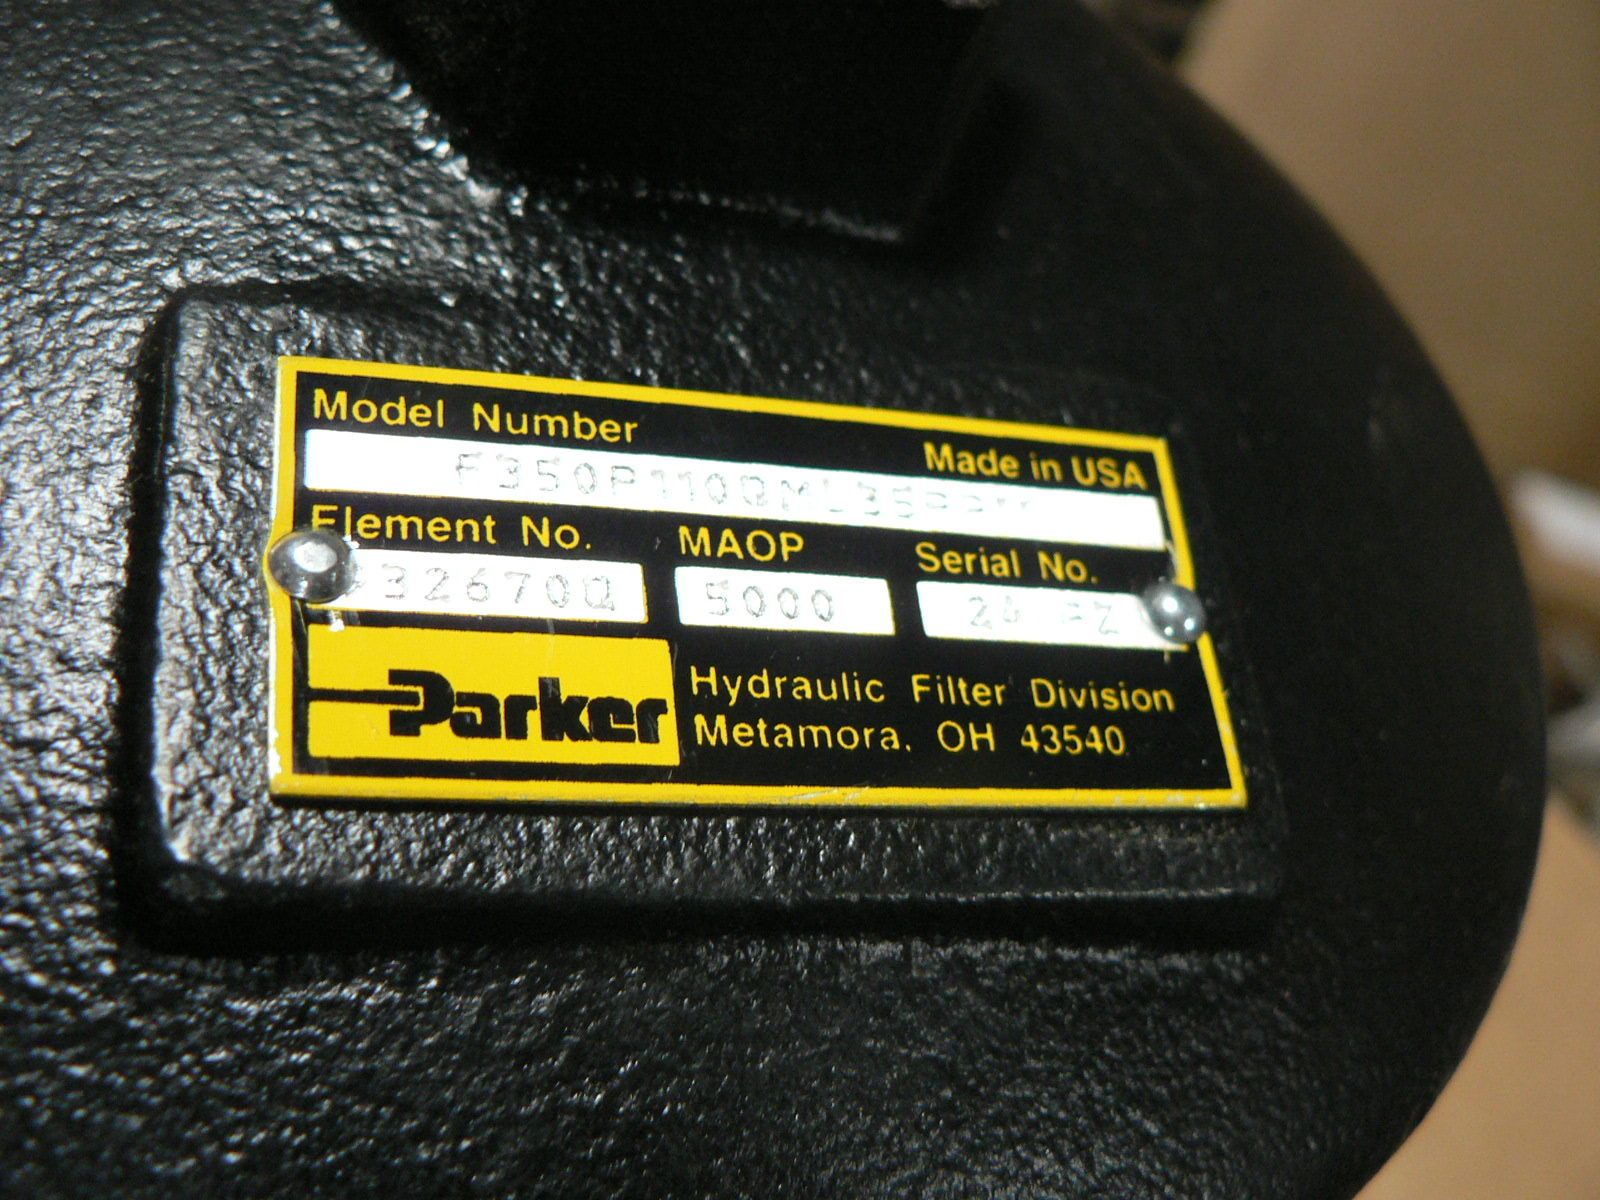 Model Number
Made in USA
Element No.
MAOP
Serial No.
5000
Parker
Hydraulic Filter Division
Metamora, OH 43540